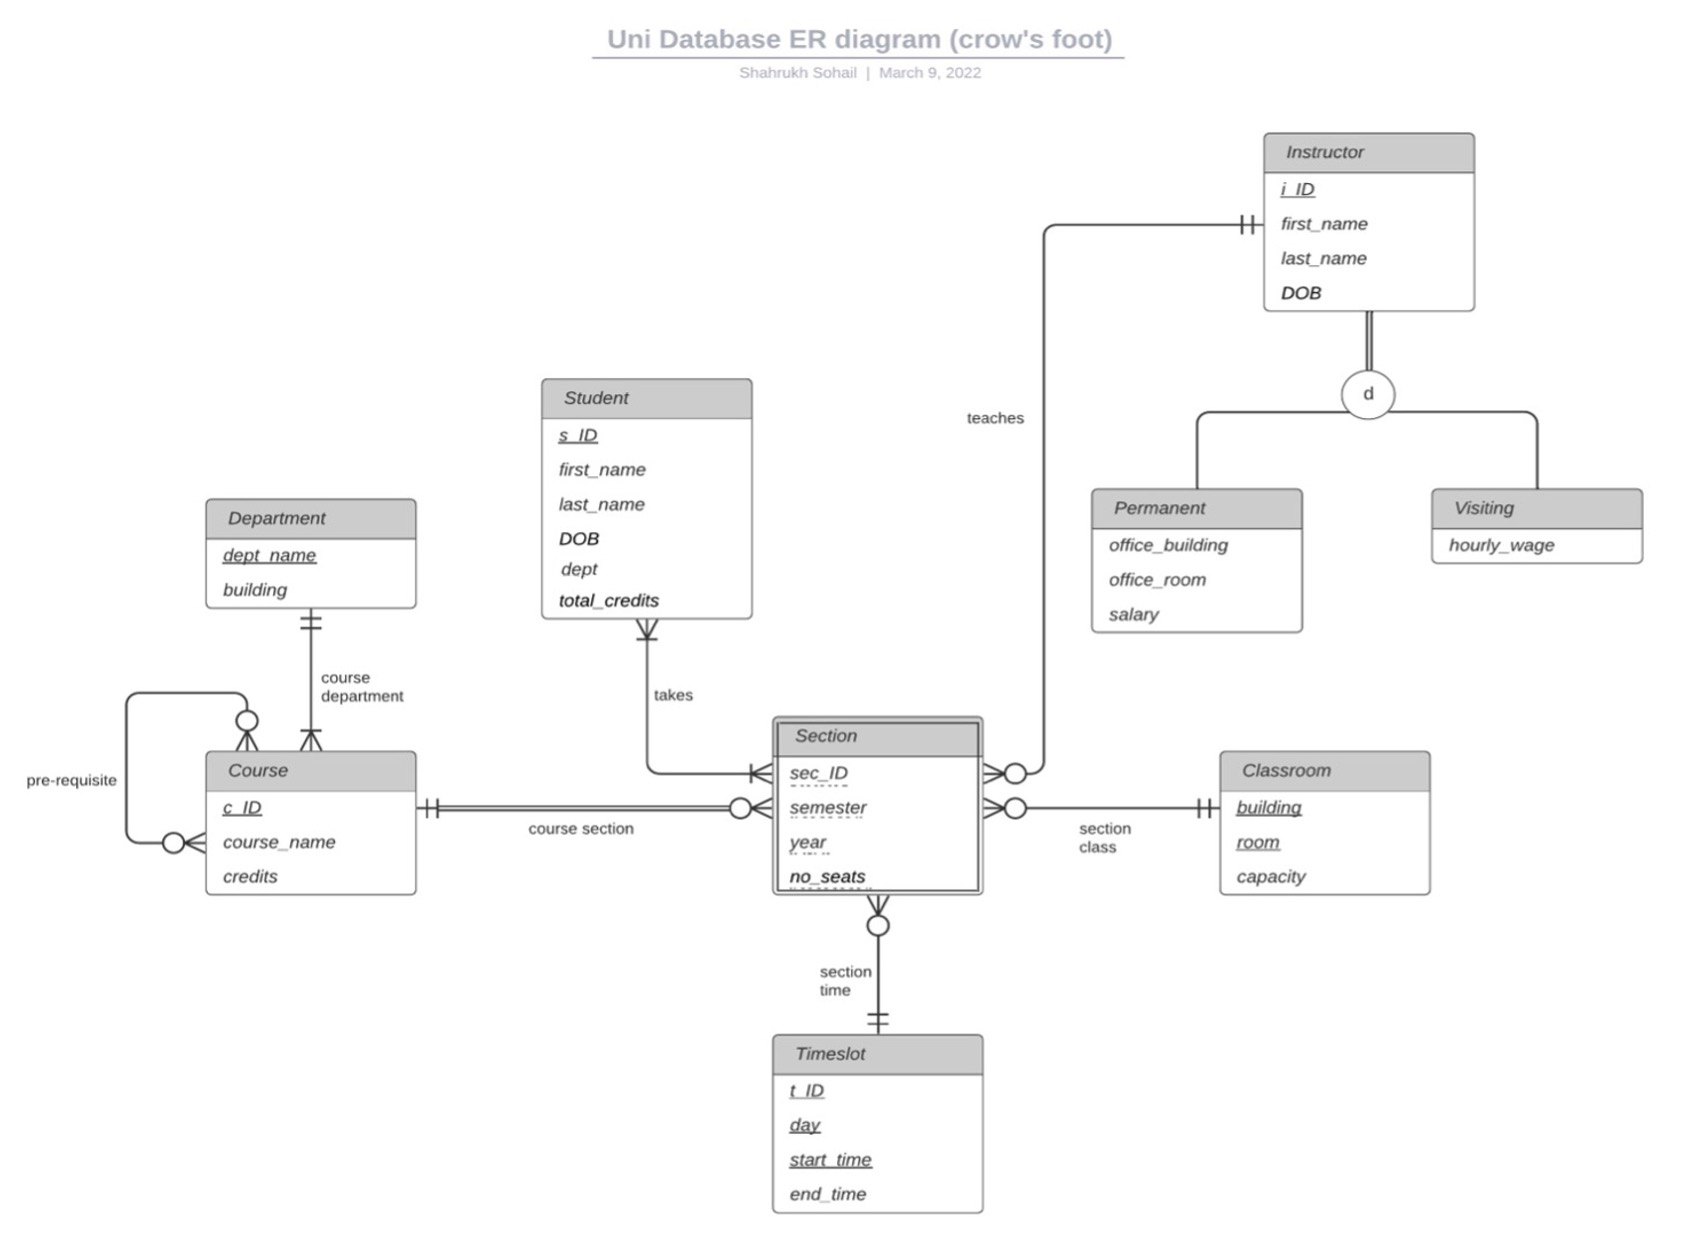 Uni Database ER diagram (crow's foot)
Shahrukh Sohail | March 9, 2022
Instructor
i_ID
first_name
last_name
DOB
d
teaches
Permanent
office_building
office_room
salary
Visiting
hourly_wage
Student
s_ID
first_name
last_name
DOB
dept
total_credits
takes
Department
dept_name
building
course
department
pre-requisite
Course
c_ID
course_name
credits
course section
Section
sec_ID
semester
year
no_seats
section
class
Classroom
building
room
capacity
section
time
Timeslot
t_ID
day
start_time
end_time